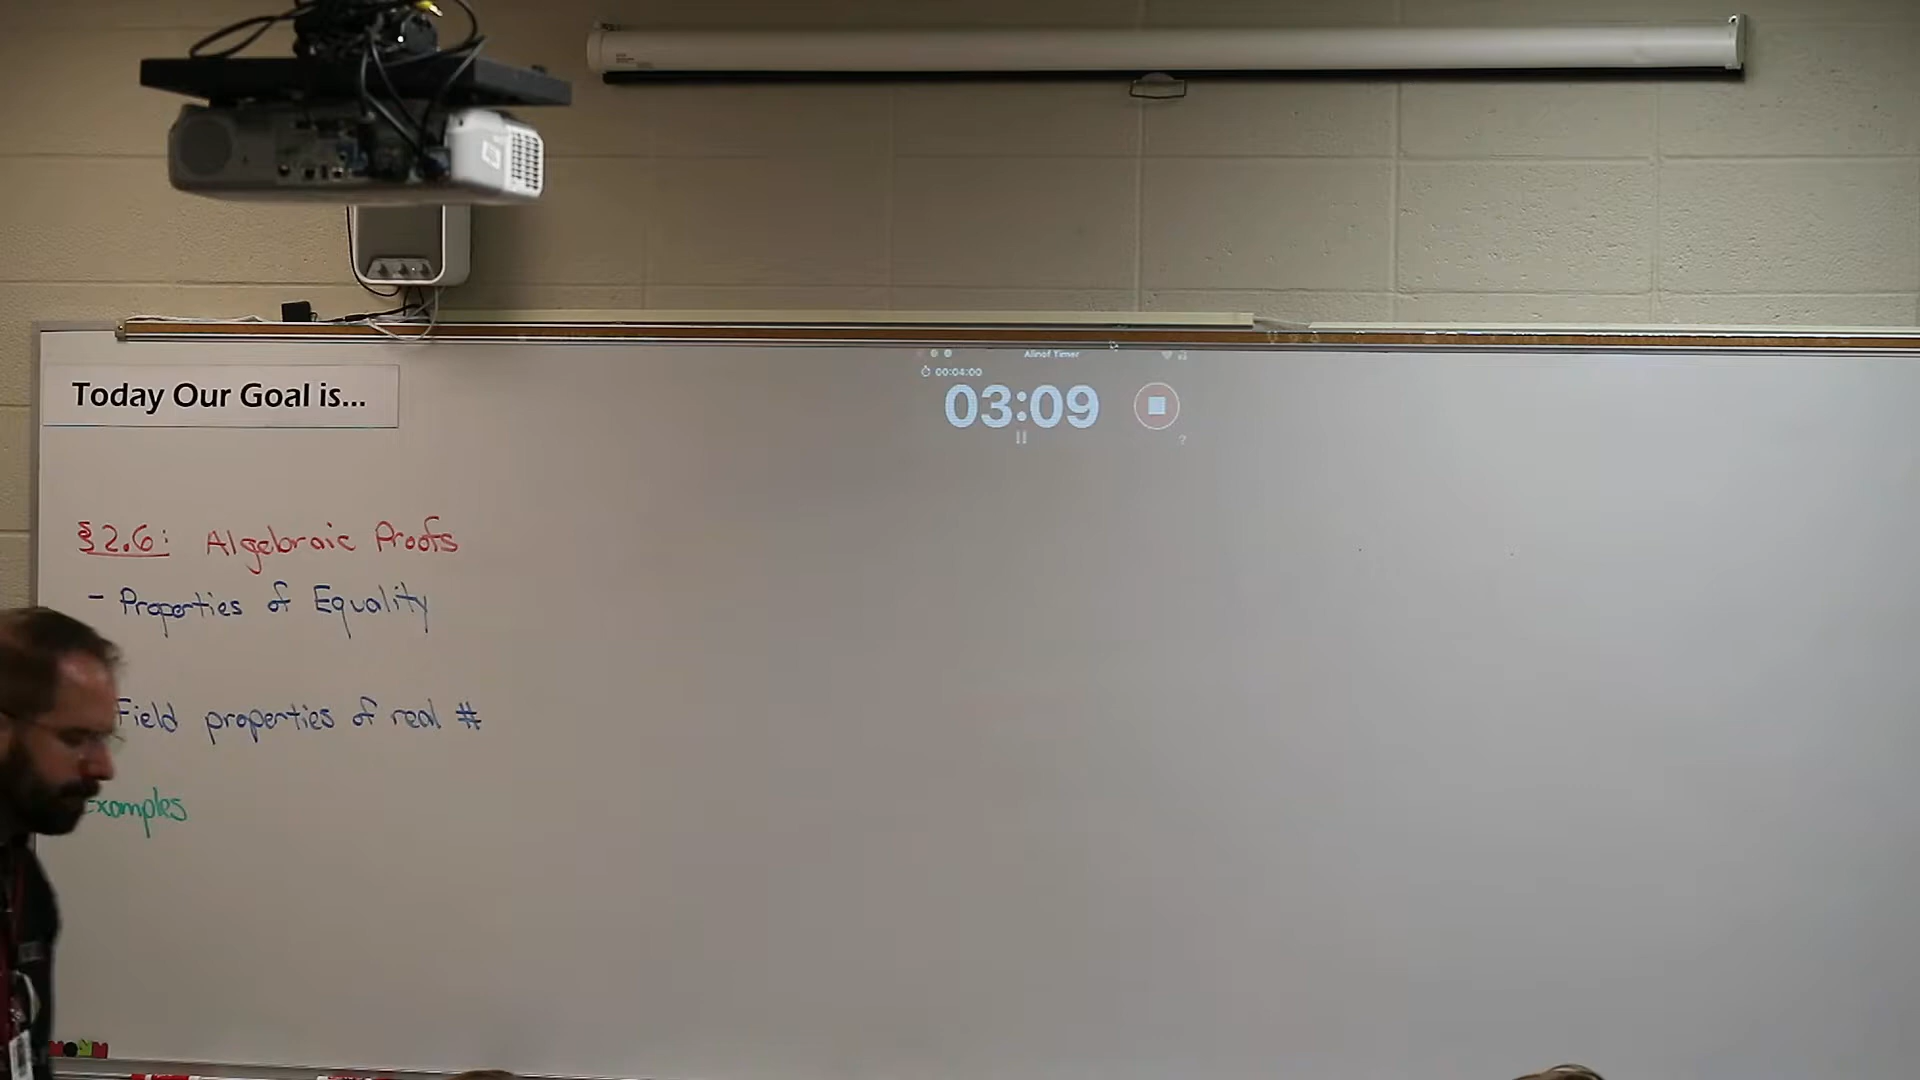 Alinof Timer
00:04:00
03:09
?
Today Our Goal is...
§2.6: Algebraic Proofs
- Properties of Equality
Field properties of real #
Examples